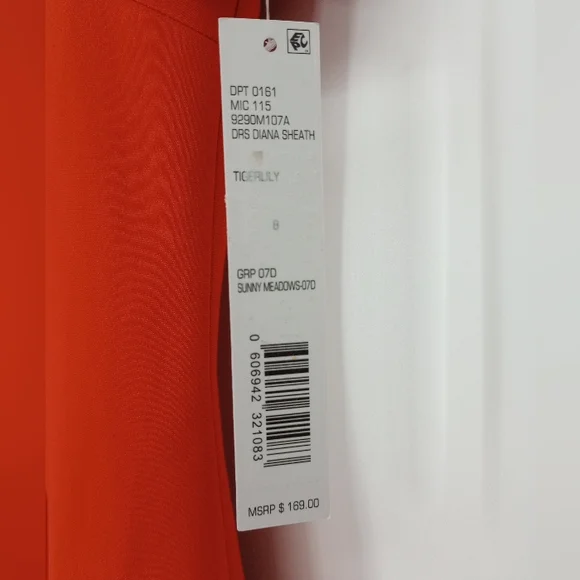 DPT 0161
MIC 115
9290M107A
DRS DIANA SHEATH
TIGERLILY
8
GRP 07D
SUNNY MEADOWS-07D
0 606942 321083
MSRP $ 169.00